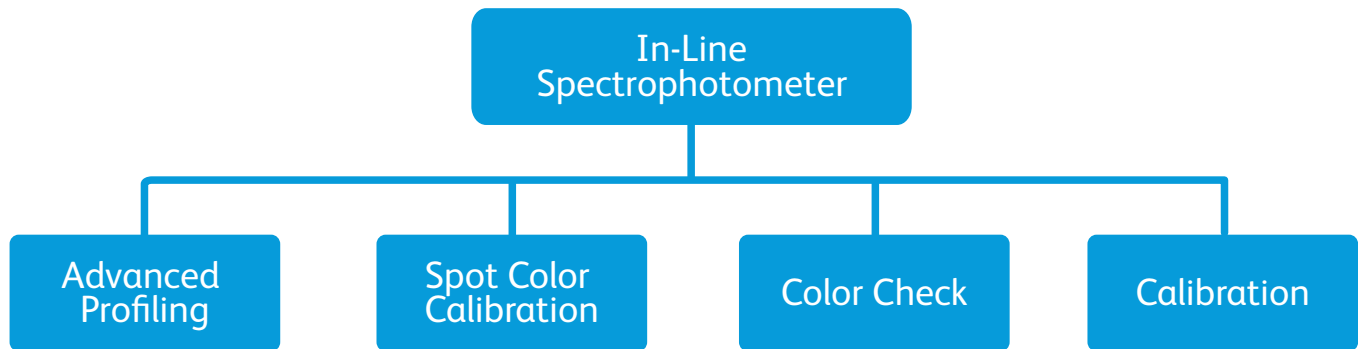 In-Line
Spectrophotometer
Advanced
Profiling
Spot Color
Calibration
Color Check
Calibration